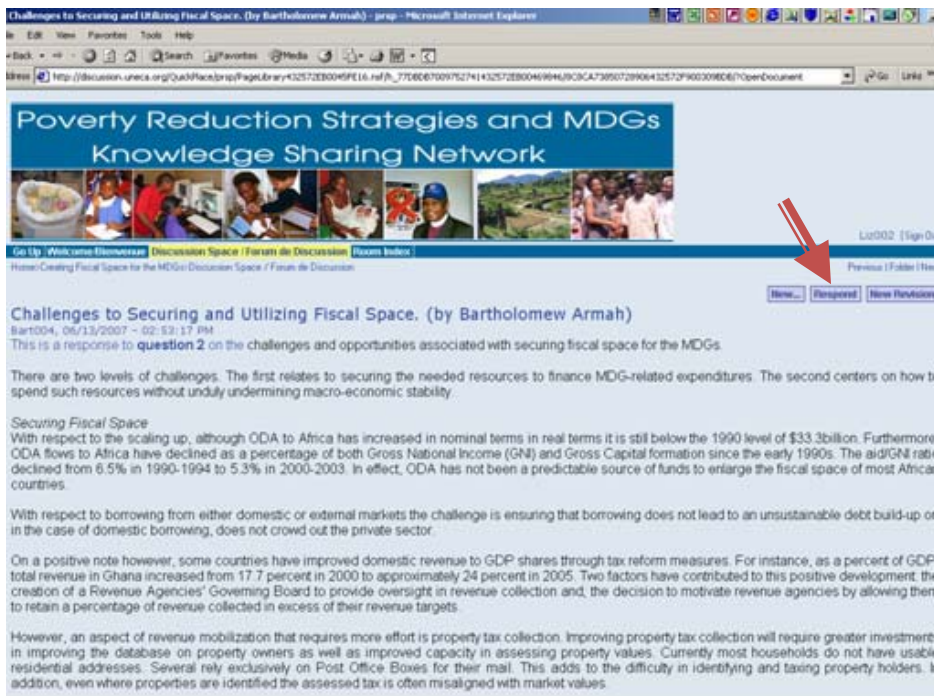 Challenges to Securing and Utilizing Fiscal Space. (by Bartholomew Armah) - prsp - Microsoft Internet Explorer
Edit View Favorites Tools Help
Back Search Favorites Media
http://discussion.uneca.org/QuickPlace/prsp/PageLibrary432572EB0045FE16.nsf/h_ Go Links
Poverty Reduction Strategies and MDGs
Knowledge Sharing Network
Liz002 (Sign
Go Up Welcome/Bienvenue Discussion Space / Forum de Discussion Room Index
Home/Creating Fiscal Space for the MDGs/Discussion Space / Forum de Discussion Previous | Folder |
New... Respond New Revision
Challenges to Securing and Utilizing Fiscal Space. (by Bartholomew Armah)
Bart004, 06/13/2007 - 02:53:17 PM
This is a response to question 2 on the challenges and opportunities associated with securing fiscal space for the MDGs.
There are two levels of challenges. The first relates to securing the needed resources to finance MDG-related expenditures. The second centers on how
spend such resources without unduly undermining macro-economic stability.
Securing Fiscal Space
With respect to the scaling up, although ODA to Africa has increased in nominal terms in real terms it is still below the 1990 level of $33.3billion. Furthermore
ODA flows to Africa have declined as a percentage of both Gross National Income (GNI) and Gross Capital formation since the early 1990s. The aid/GNI
declined from 6.5% in 1990-1994 to 5.3% in 2000-2003. In effect, ODA has not been a predictable source of funds to enlarge the fiscal space of most
countries.
With respect to borrowing from either domestic or external markets the challenge is ensuring that borrowing does not lead to an unsustainable debt build-up or
in the case of domestic borrowing, does not crowd out the private sector.
On a positive note however, some countries have improved domestic revenue to GDP shares through tax reform measures. For instance, as a percent of GDP
total revenue in Ghana increased from 17.7 percent in 2000 to approximately 24 percent in 2005. Two factors have contributed to this positive development: the
creation of a Revenue Agencies' Governing Board to provide oversight in revenue collection and, the decision to motivate revenue agencies by allowing
to retain a percentage of revenue collected in excess of their revenue targets.
However, an aspect of revenue mobilization that requires more effort is property tax collection. Improving property tax collection will require greater
in improving the database on property owners as well as improved capacity in assessing property values. Currently most households do not have
residential addresses. Several rely exclusively on Post Office Boxes for their mail. This adds to the difficulty in identifying and taxing property holders.
addition, even where properties are identified the assessed tax is often misaligned with market values.